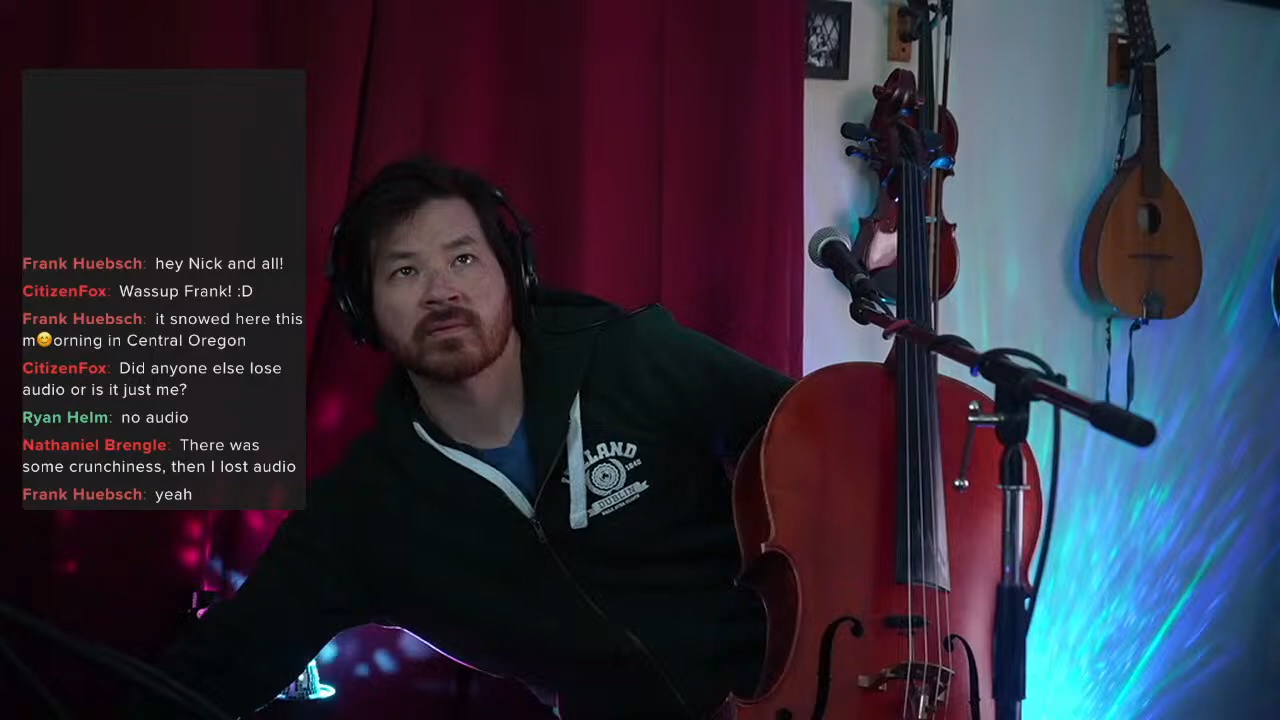 Frank Huebsch: hey Nick and all!
CitizenFox: Wassup Frank! :D
Frank Huebsch: it snowed here this
m😊orning in Central Oregon
CitizenFox: Did anyone else lose
audio or is it just me?
Ryan Helm: no audio
Nathaniel Brengle: There was
some crunchiness, then I lost audio
Frank Huebsch: yeah
DUBLIN